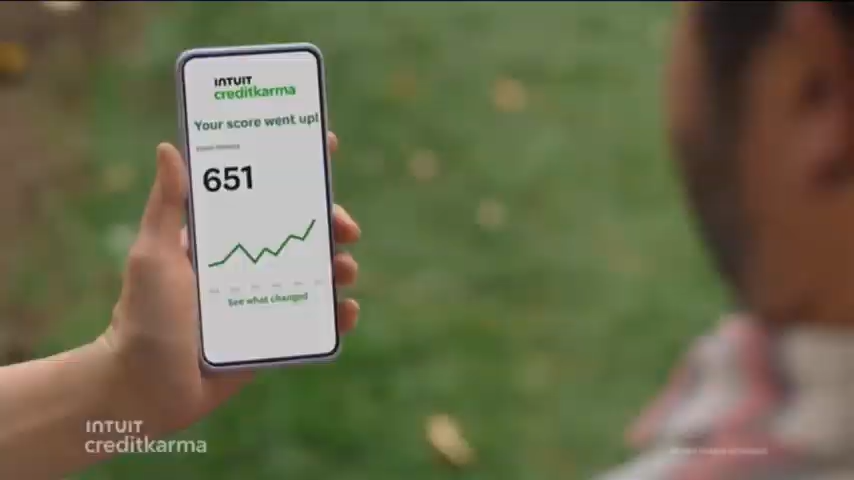 INTUIT
creditkarma
Your score went up!
651
See what changed
INTUIT
creditkarma